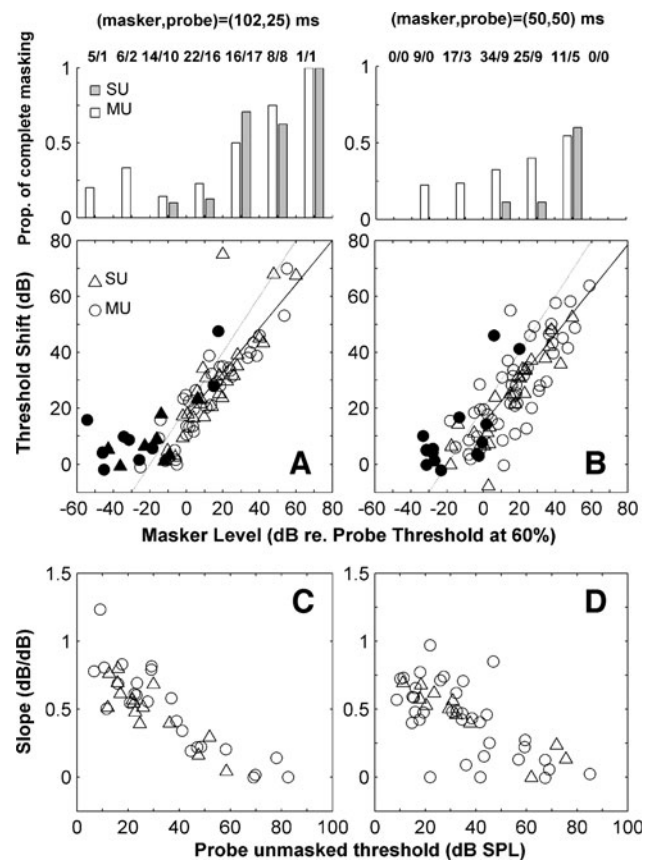 (masker,probe)=(102,25) ms (masker,probe)=(50,50) ms
5/1 6/2 14/10 22/16 16/17 8/8 1/1 0/0 9/0 17/3 34/9 25/9 11/5 0/0
Prop. of complete masking
1
0.5
0
SU
MU
1
0.5
0
Threshold Shift (dB)
80
60
40
20
0
SU
MU
A
B
-60 -40 -20 0 20 40 60 80 -60 -40 -20 0 20 40 60 80
Masker Level (dB re. Probe Threshold at 60%)
Slope (dB/dB)
1.5
1
0.5
0
C
1.5
1
0.5
0
D
0 20 40 60 80 100 0 20 40 60 80 100
Probe unmasked threshold (dB SPL)